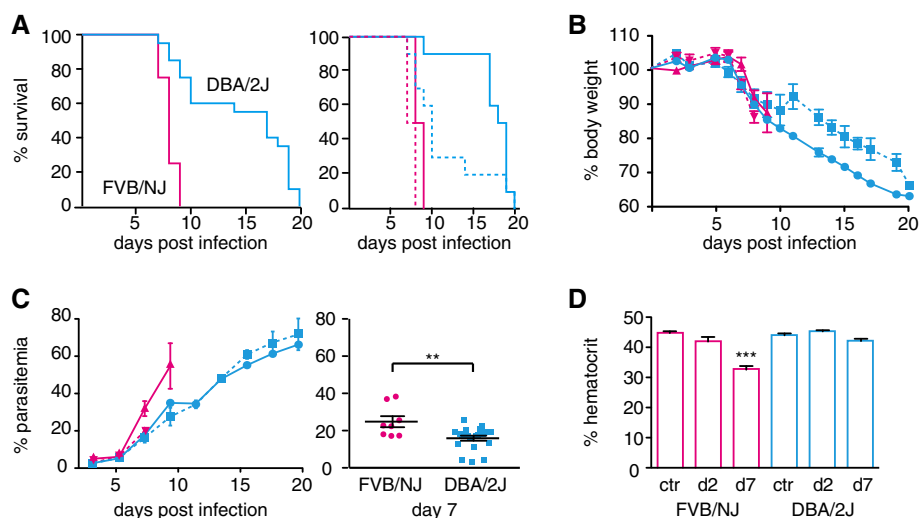 A
% survival
100
80
60
40
20
0
DBA/2J
FVB/NJ
5 10 15 20
days post infection
100
80
60
40
20
0
5 10 15 20
days post infection
B
% body weight
110
100
90
80
70
60
5 10 15 20
days post infection
C
% parasitemia
80
60
40
20
0
5 10 15 20
days post infection
80
60
40
20
0
**
FVB/NJ DBA/2J
day 7
D
% hematocrit
50
40
30
20
10
0
***
ctr d2 d7 ctr d2 d7
FVB/NJ DBA/2J